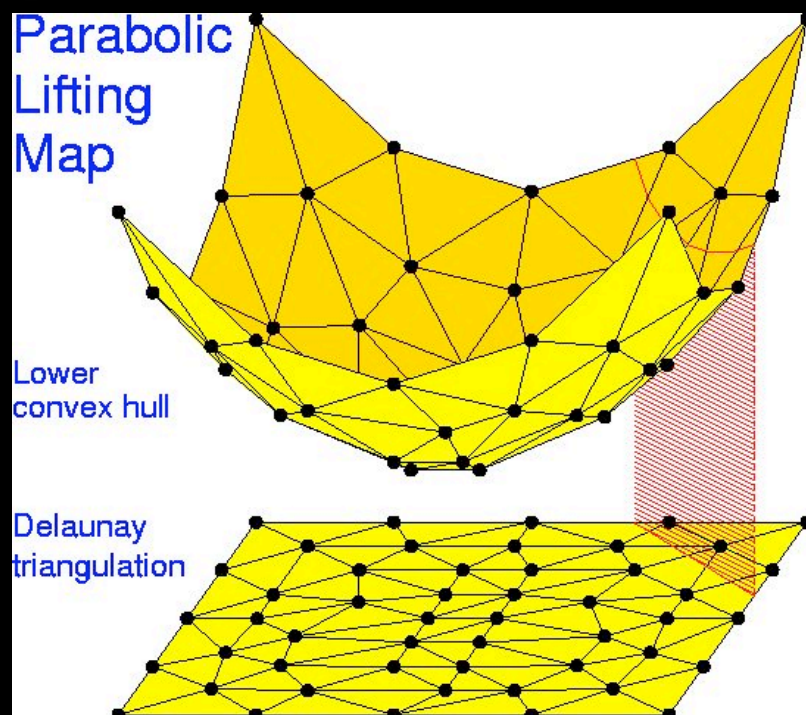 Parabolic
Lifting
Map
Lower
convex hull
Delaunay
triangulation